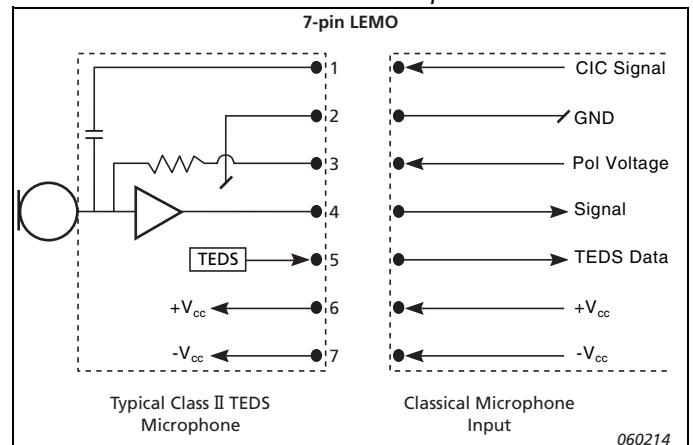 7-pin LEMO
1 CIC Signal
2 GND
3 Pol Voltage
4 Signal
TEDS 5 TEDS Data
+Vcc 6 +Vcc
-Vcc 7 -Vcc
Typical Class II TEDS Classical Microphone
Microphone Input
060214